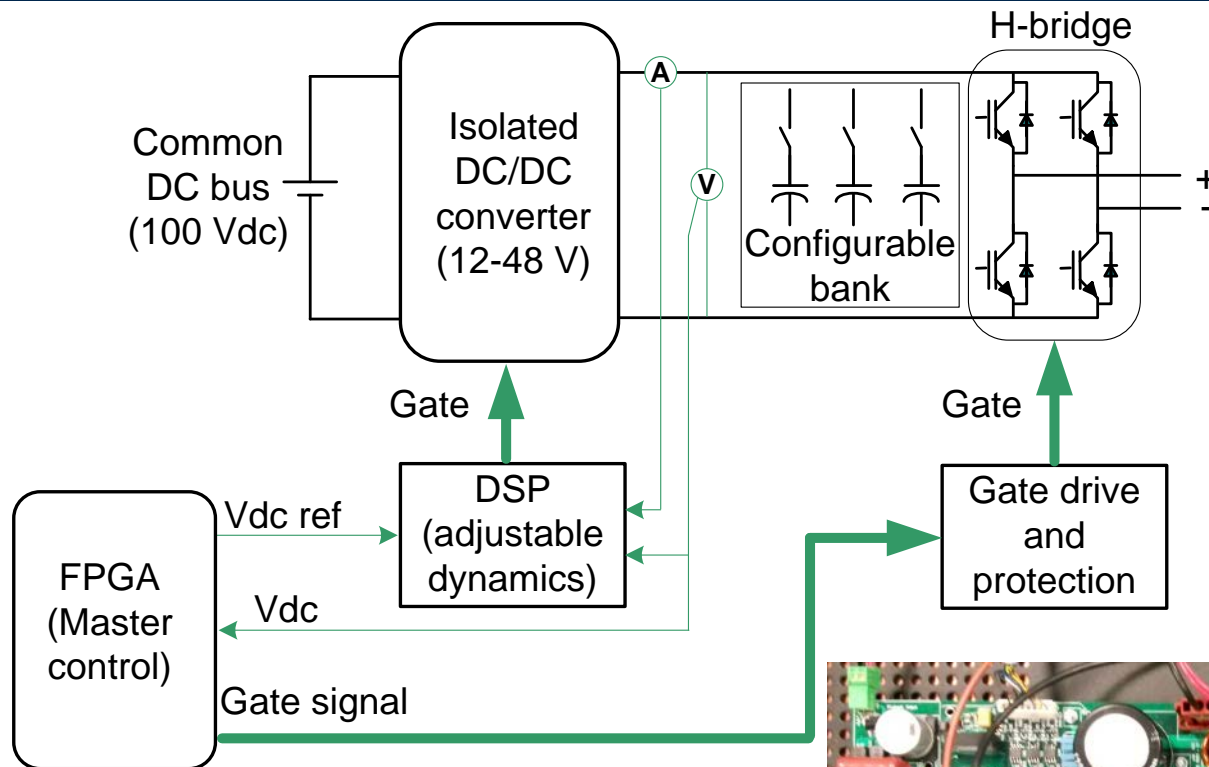 H-bridge
A
Common
DC bus
(100 Vdc)
Isolated
DC/DC
converter
(12-48 V)
V
+
-
Configurable
bank
Gate
Gate
FPGA
(Master
control)
Vdc ref
DSP
(adjustable
dynamics)
Gate drive
and
protection
Vdc
Gate signal